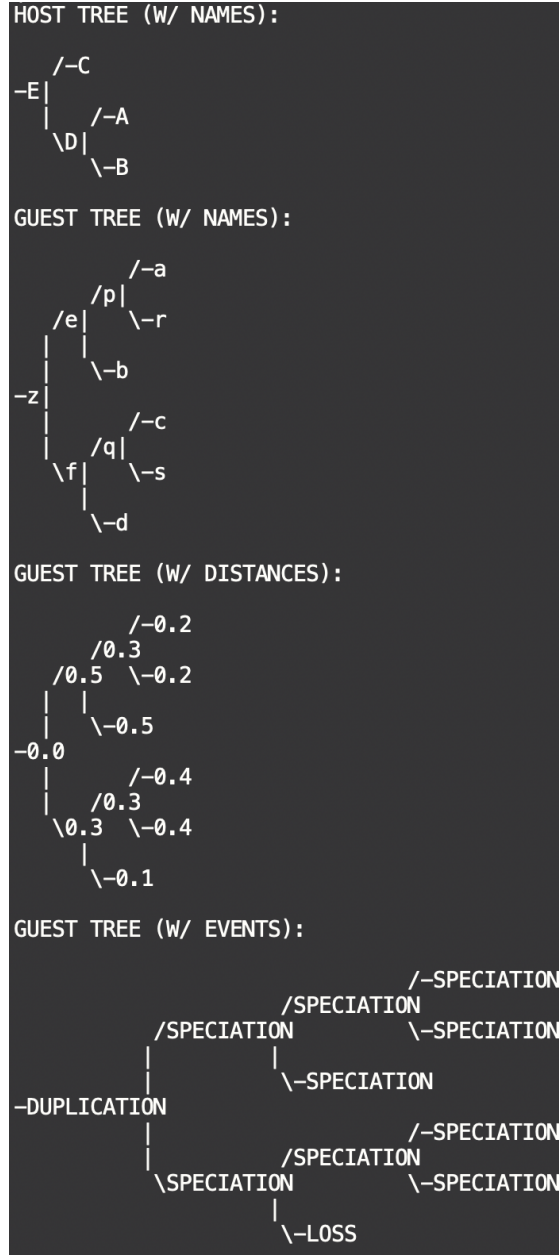 HOST TREE (W/ NAMES):
   /-C
-E|
  |   /-A
   \D|
      \-B
GUEST TREE (W/ NAMES):
         /-a
      /p|
   /e|   \-r
  |  |
  |   \-b
-z|
  |      /-c
  |   /q|
   \f|   \-s
     |
      \-d
GUEST TREE (W/ DISTANCES):
         /-0.2
      /0.3
   /0.5  \-0.2
  |  |
  |   \-0.5
-0.0
  |      /-0.4
  |   /0.3
   \0.3  \-0.4
     |
      \-0.1
GUEST TREE (W/ EVENTS):
                           /-SPECIATION
                  /SPECIATION
         /SPECIATION       \-SPECIATION
        |        |
        |         \-SPECIATION
-DUPLICATION
        |                  /-SPECIATION
        |         /SPECIATION
         \SPECIATION       \-SPECIATION
                 |
                  \-LOSS